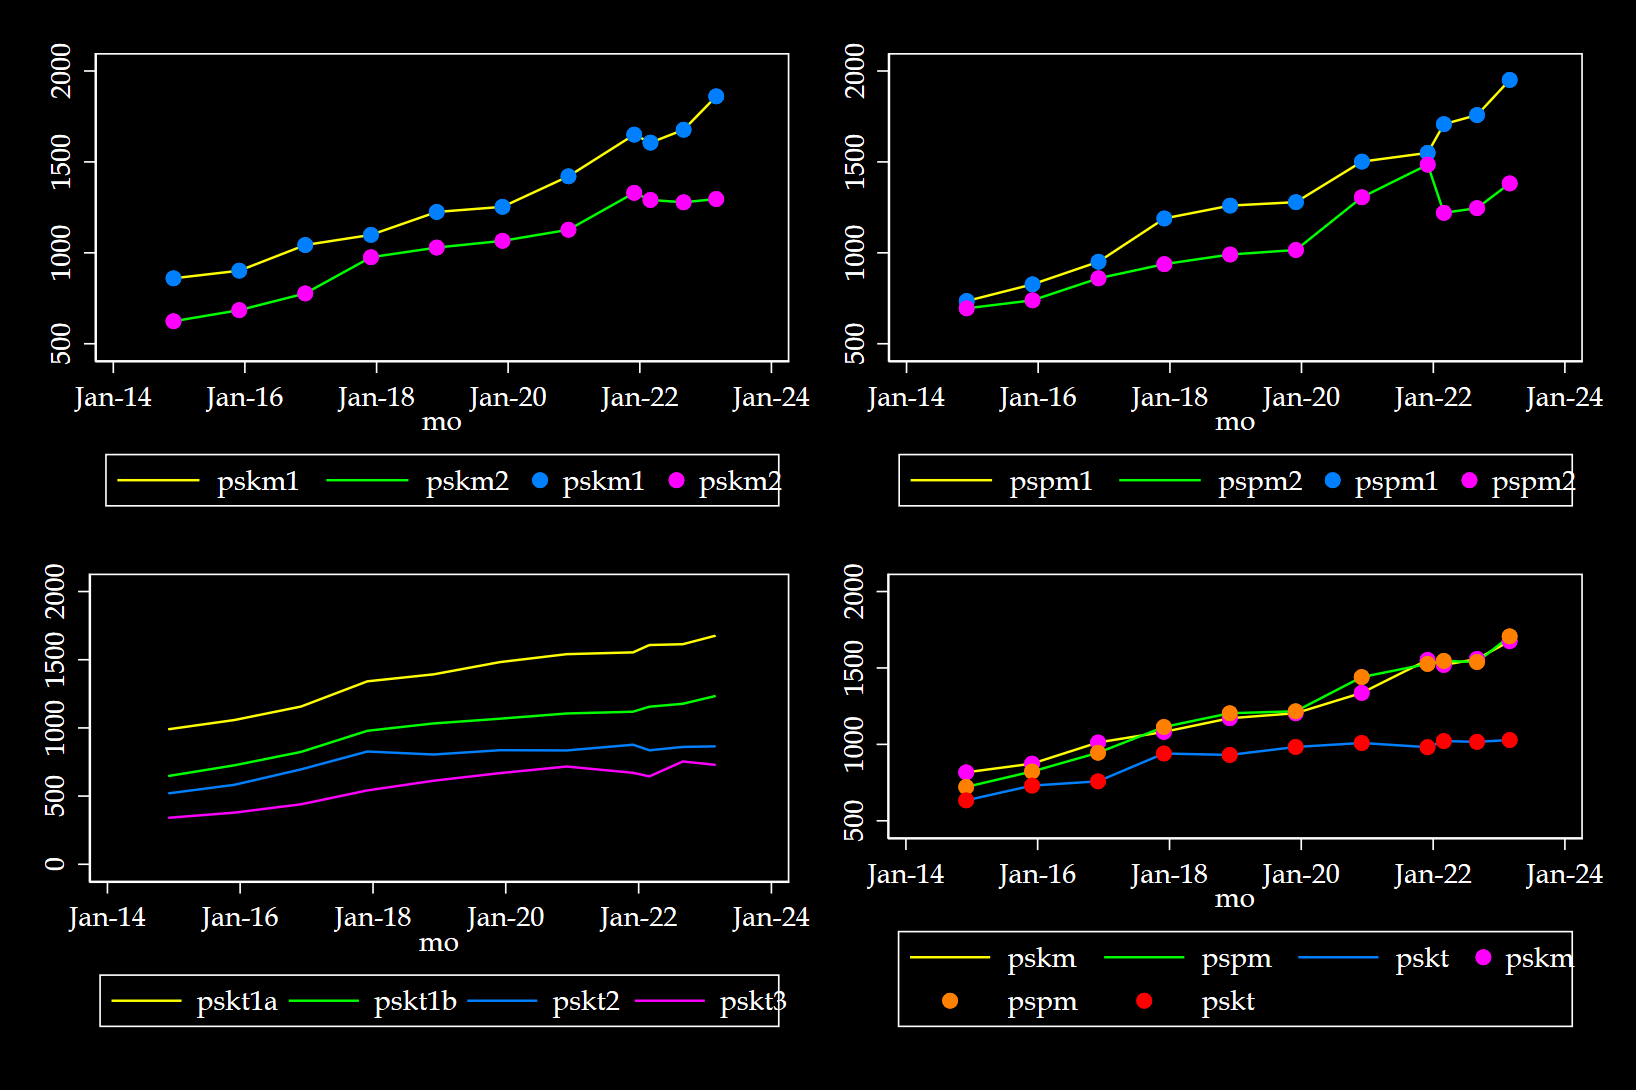 2000
1500
1000
500
Jan-14 Jan-16 Jan-18 Jan-20 Jan-22 Jan-24
mo
pskm1 pskm2 pskm1 pskm2
2000
1500
1000
500
Jan-14 Jan-16 Jan-18 Jan-20 Jan-22 Jan-24
mo
pspm1 pspm2 pspm1 pspm2
2000
1500
1000
500
0
Jan-14 Jan-16 Jan-18 Jan-20 Jan-22 Jan-24
mo
pskt1a pskt1b pskt2 pskt3
2000
1500
1000
500
Jan-14 Jan-16 Jan-18 Jan-20 Jan-22 Jan-24
mo
pskm pspm pskt pskm
pspm pskt